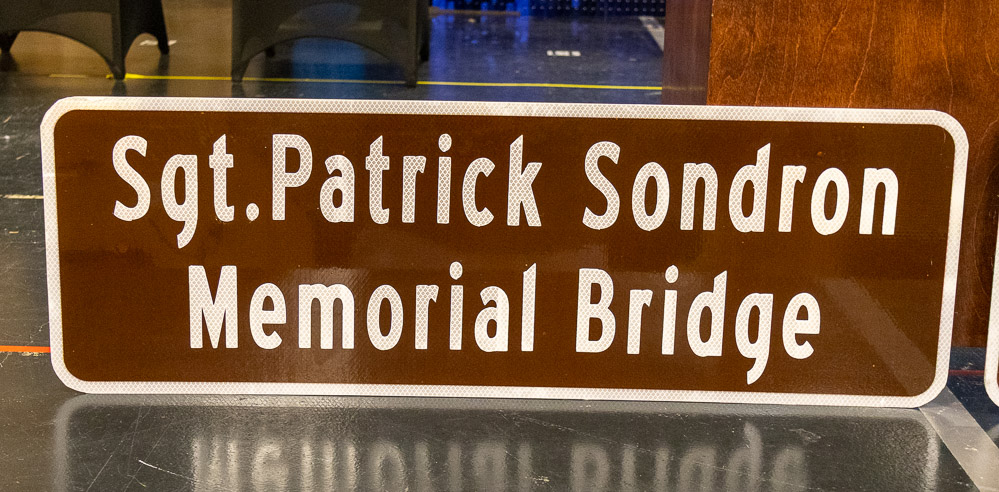 Sgt. Patrick Sondron
Memorial Bridge